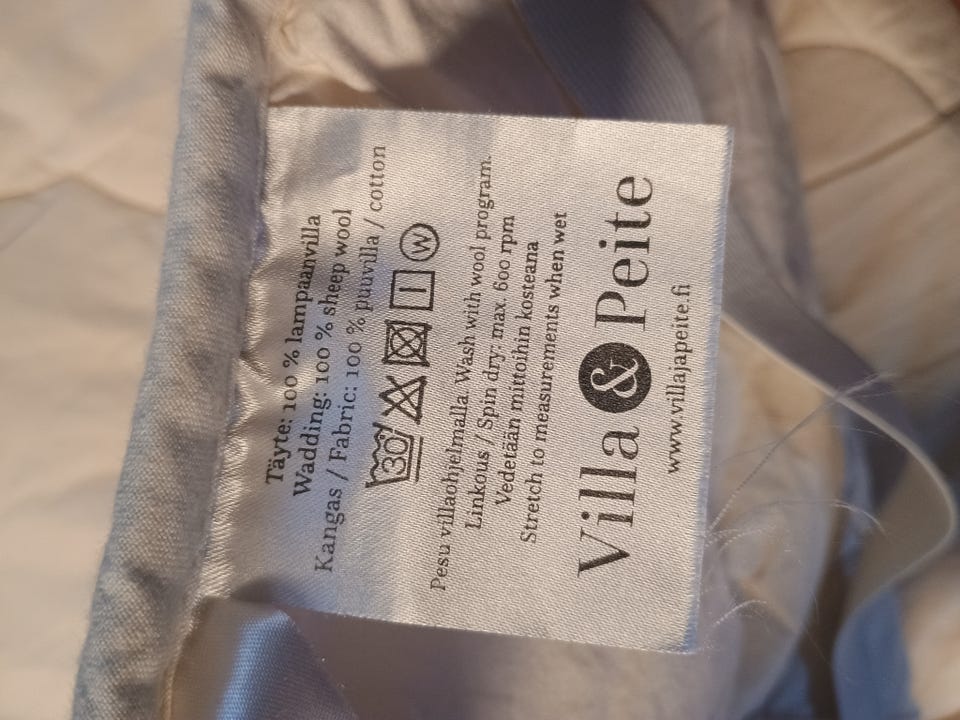 Täyte: 100 % lampaanvilla
Wadding: 100 % sheep wool
Kangas / Fabric: 100 % puuvilla / cotton
30 W
Pesu villaohjelmalla. Wash with wool program.
Linkous / Spin dry: max. 600 rpm
Vedetään mittoihin kosteana
Stretch to measurements when wet
Villa & Peite
www.villajapeite.fi